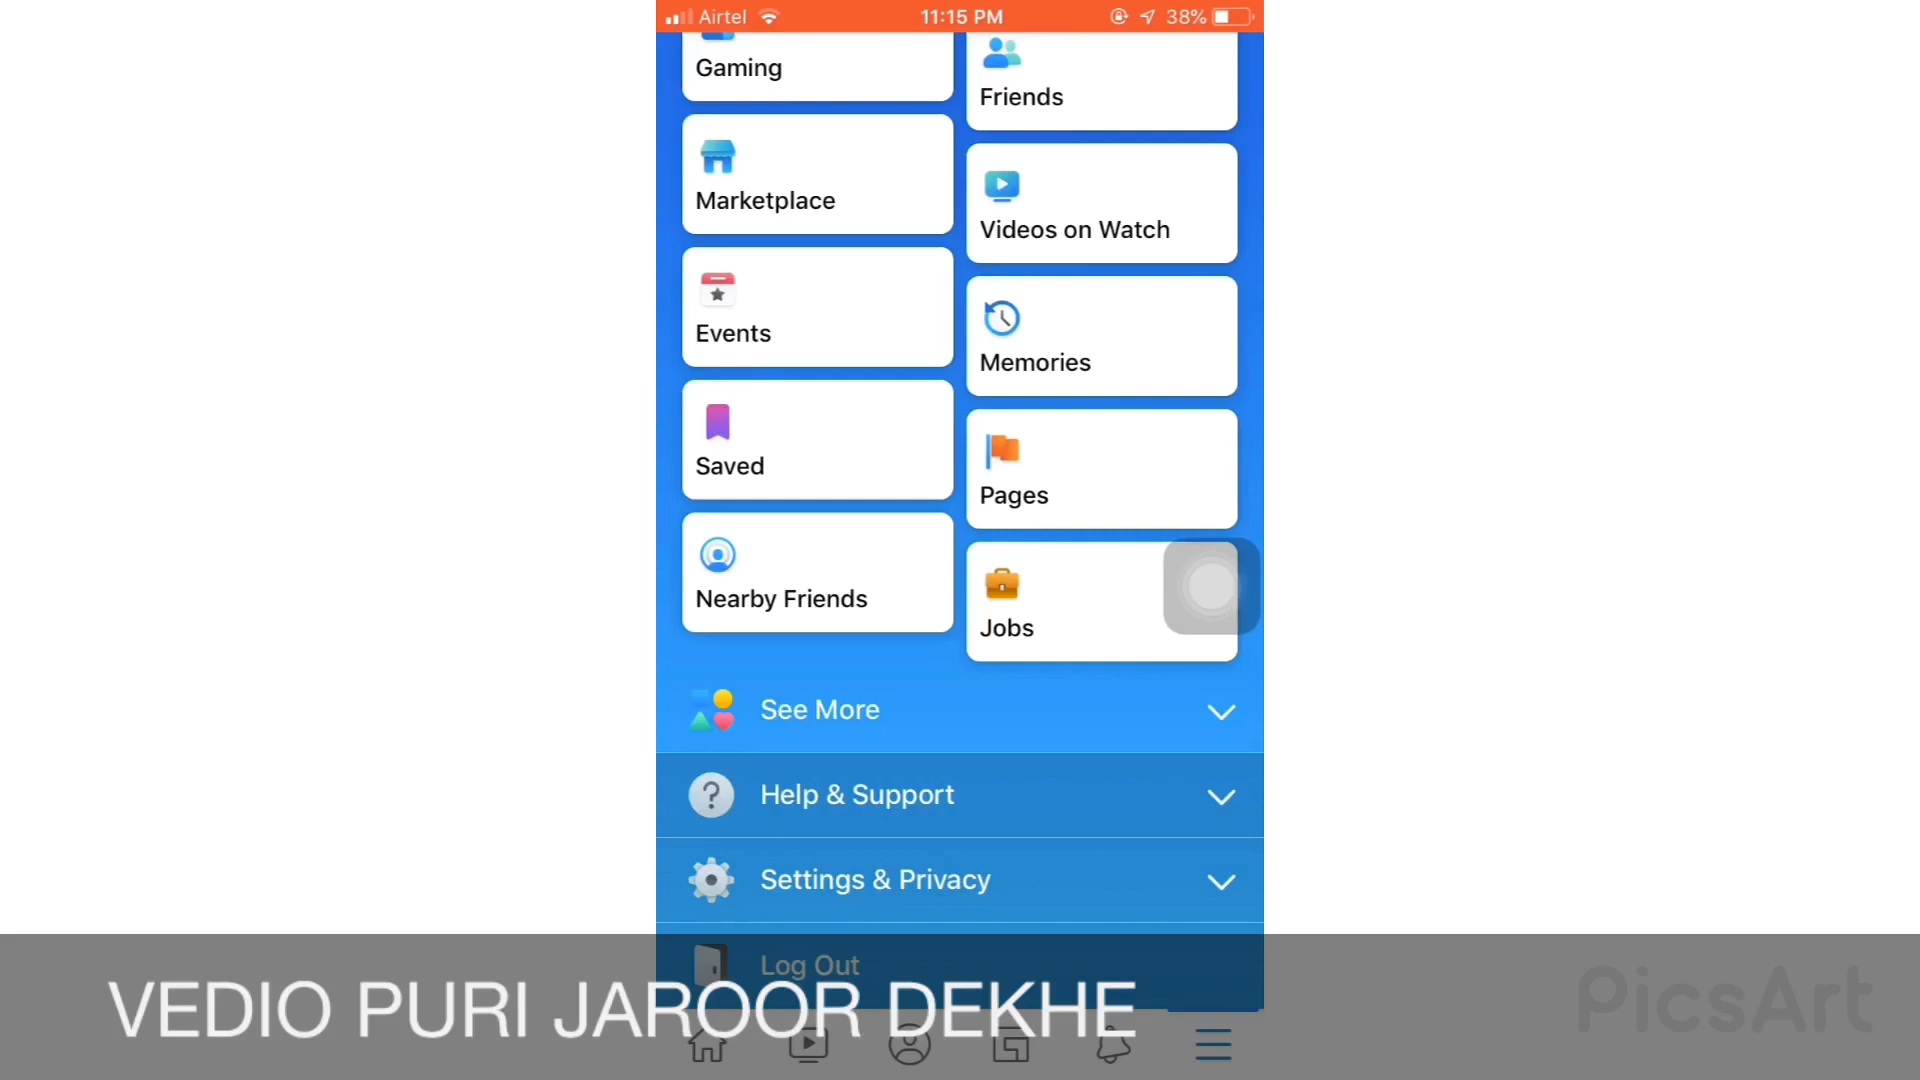 Airtel
11:15 PM
38%
Gaming
Friends
Marketplace
Videos on Watch
Events
Memories
Saved
Pages
Nearby Friends
Jobs
See More
Help & Support
Settings & Privacy
Log Out
VEDIO PURI JAROOR DEKHE
PicsArt